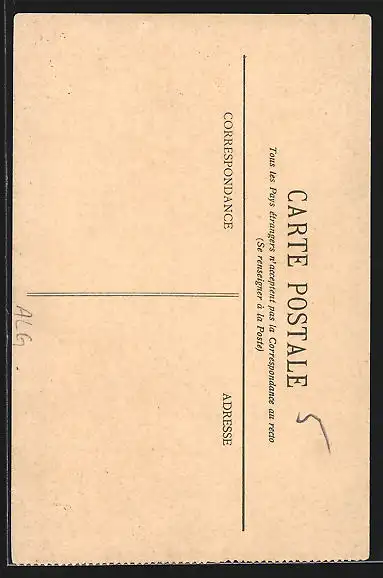 CARTE POSTALE
Tous les Pays étrangers n'acceptent pas la Correspondance au recto
(Se renseigner à la Poste)
CORRESPONDANCE
ADRESSE
5
ALG